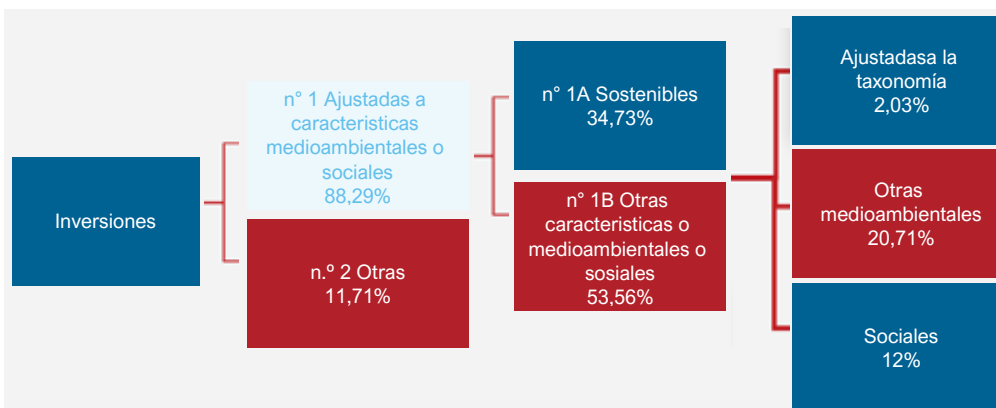 Inversiones
n° 1 Ajustadas a
caracteristicas
medioambientales o
sociales
88,29%
n.º 2 Otras
11,71%
n° 1A Sostenibles
34,73%
n° 1B Otras
caracteristicas o
medioambientales o
sosiales
53,56%
Ajustadasa la
taxonomía
2,03%
Otras
medioambientales
20,71%
Sociales
12%